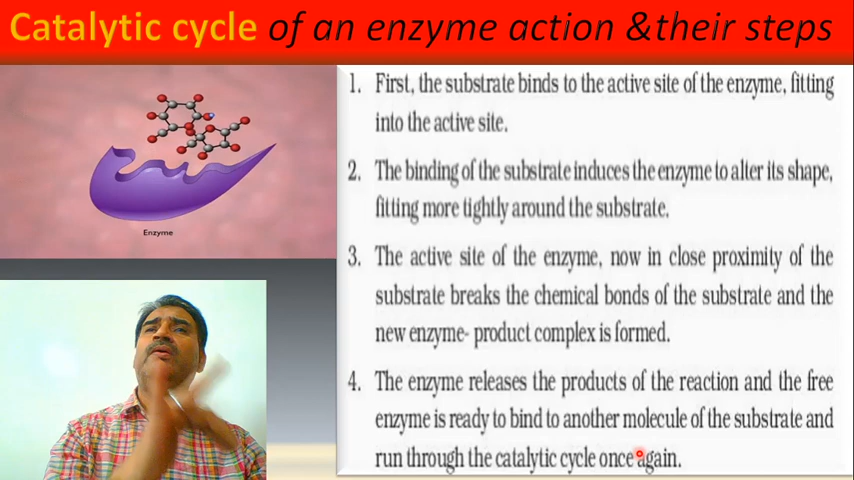 Catalytic cycle of an enzyme action &their steps
1. First, the substrate binds to the active site of the enzyme, fitting
into the active site.
2. The binding of the substrate induces the enzyme to alter its shape,
fitting more tightly around the substrate.
3. The active site of the enzyme, now in close proximity of the
substrate breaks the chemical bonds of the substrate and the
new enzyme- product complex is formed.
4. The enzyme releases the products of the reaction and the free
enzyme is ready to bind to another molecule of the substrate and
run through the catalytic cycle once again.
Enzyme